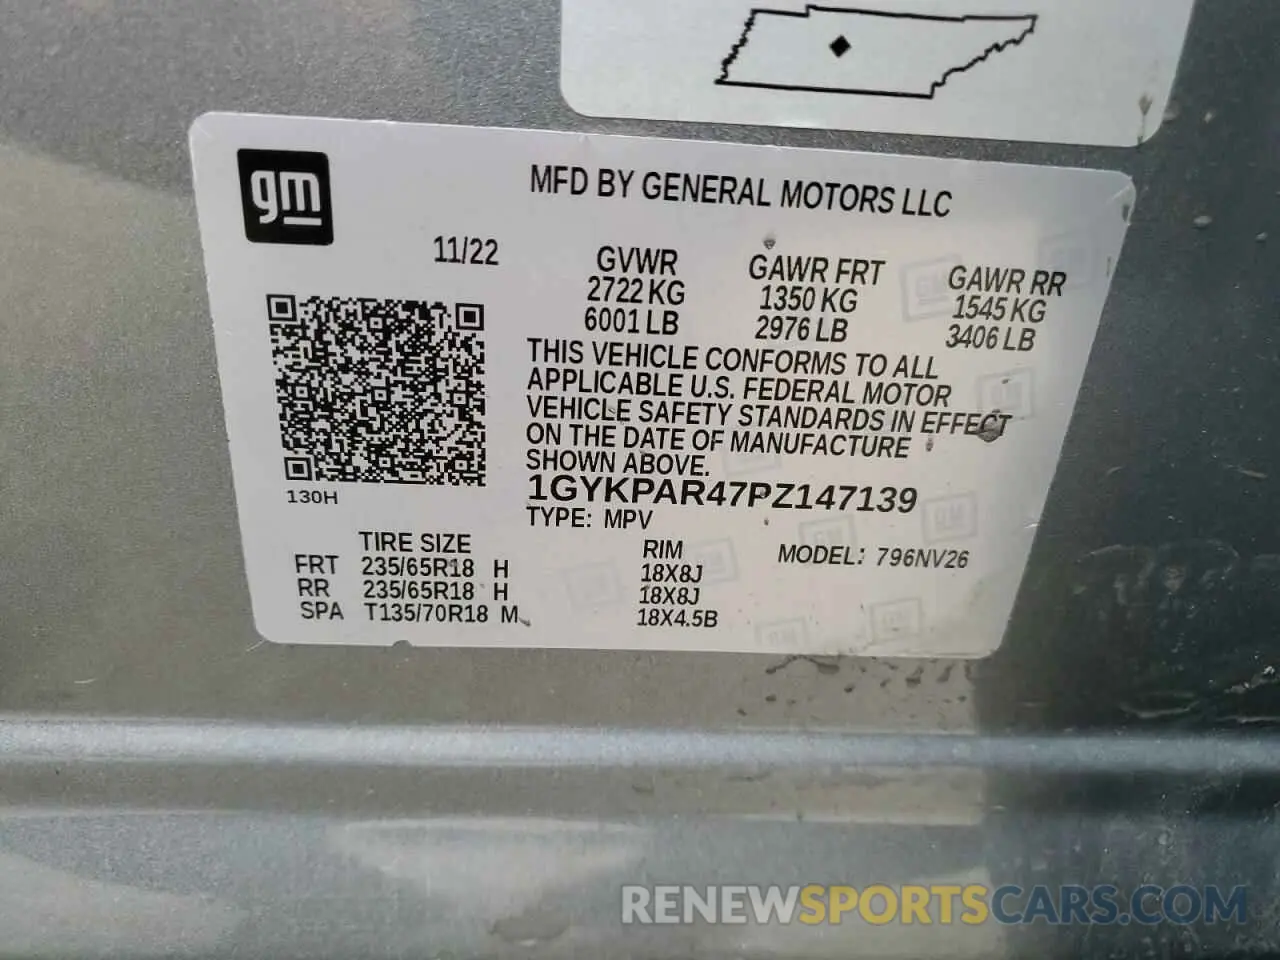 gm
MFD BY GENERAL MOTORS LLC
11/22
GVWR GAWR FRT GAWR RR
2722 KG 1350 KG 1545 KG
6001 LB 2976 LB 3406 LB
THIS VEHICLE CONFORMS TO ALL
APPLICABLE U.S. FEDERAL MOTOR
VEHICLE SAFETY STANDARDS IN EFFECT
ON THE DATE OF MANUFACTURE
SHOWN ABOVE.
130H
1GYKPAR47PZ147139
TYPE: MPV
MODEL: 796NV26
TIRE SIZE RIM
FRT 235/65R18 H 18X8J
RR 235/65R18 H 18X8J
SPA T135/70R18 M 18X4.5B
RENEWSPORTSCARS.COM